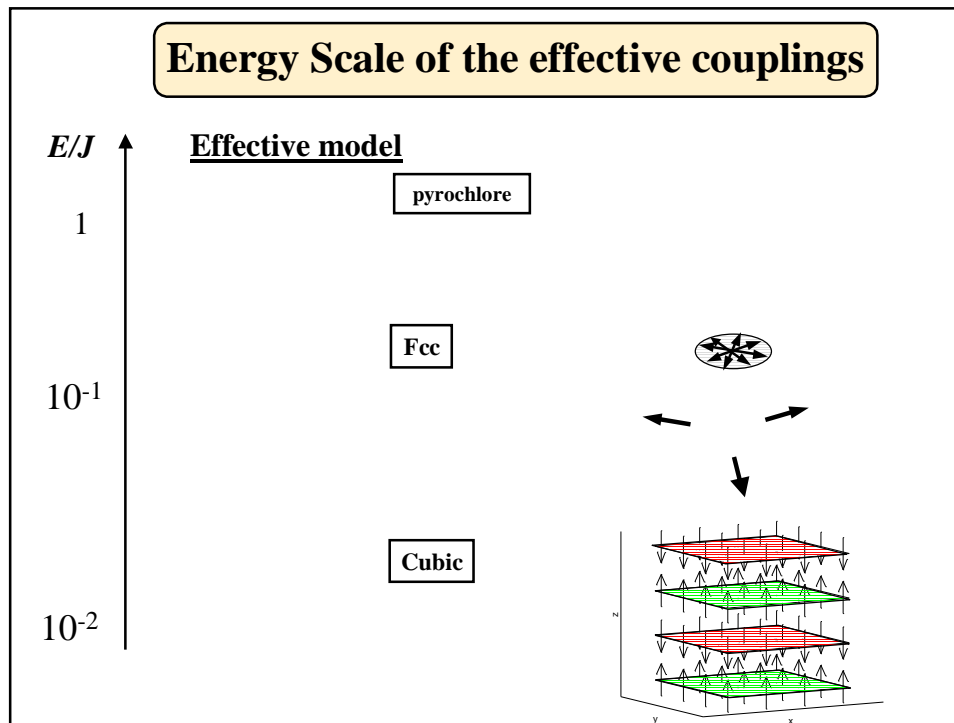 Energy Scale of the effective couplings
E/J
Effective model
pyrochlore
1
Fcc
10-1
Cubic
10-2
z
y
x